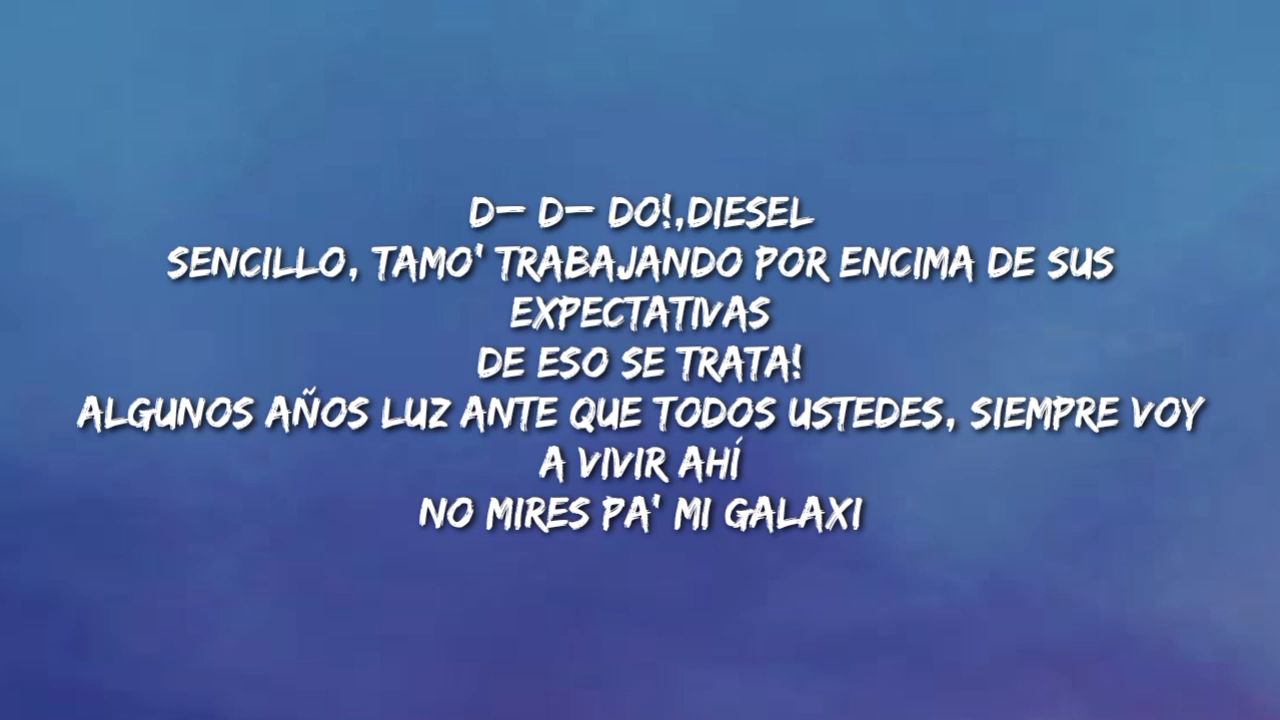 D- D- DO!,DIESEL
SENCILLO, TAMO' TRABAJANDO POR ENCIMA DE SUS
EXPECTATIVAS
DE ESO SE TRATA!
ALGUNOS AÑOS LUZ ANTE QUE TODOS USTEDES, SIEMPRE VOY
A VIVIR AHÍ
NO MIRES PA' MI GALAXI